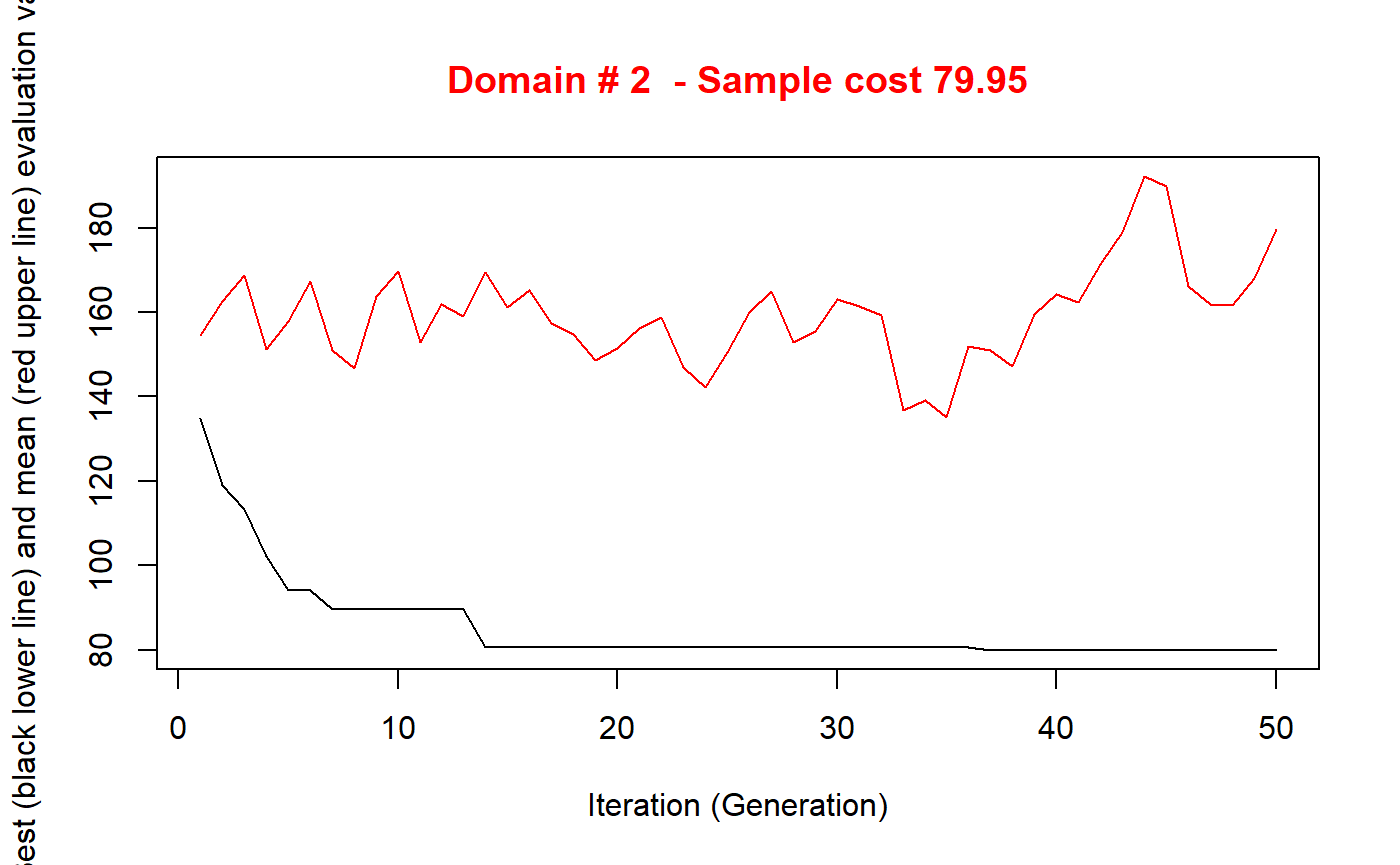 Domain # 2  - Sample cost 79.95
(black lower line) and mean (red upper line) evaluation
180
160
140
120
100
80
0 10 20 30 40 50
Iteration (Generation)